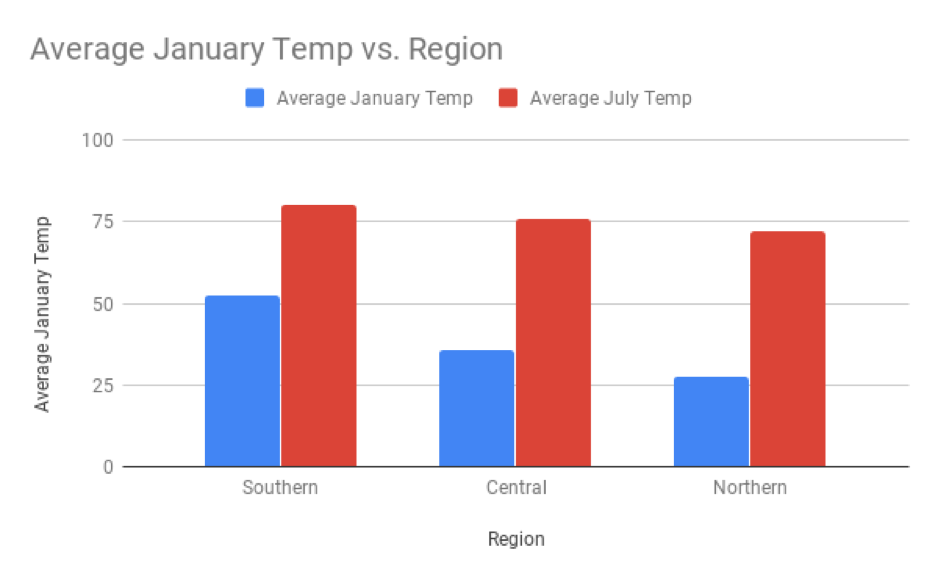 Average January Temp vs. Region
Average January Temp Average July Temp
100
75
50
25
0
Average January Temp
Southern Central Northern
Region